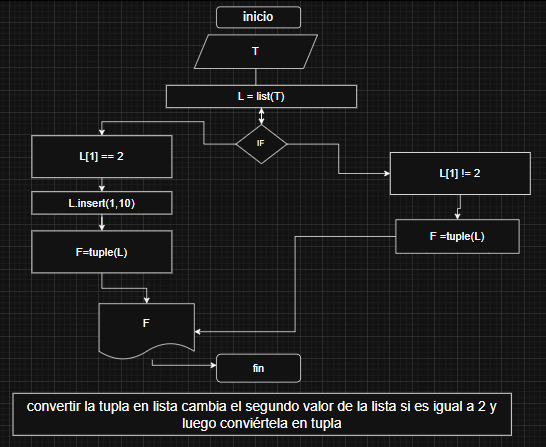 inicio
T
L = list(T)
IF
L[1] == 2
L[1] != 2
L.insert(1,10)
F=tuple(L)
F =tuple(L)
F
fin
convertir la tupla en lista cambia el segundo valor de la lista si es igual a 2 y
luego conviértela en tupla